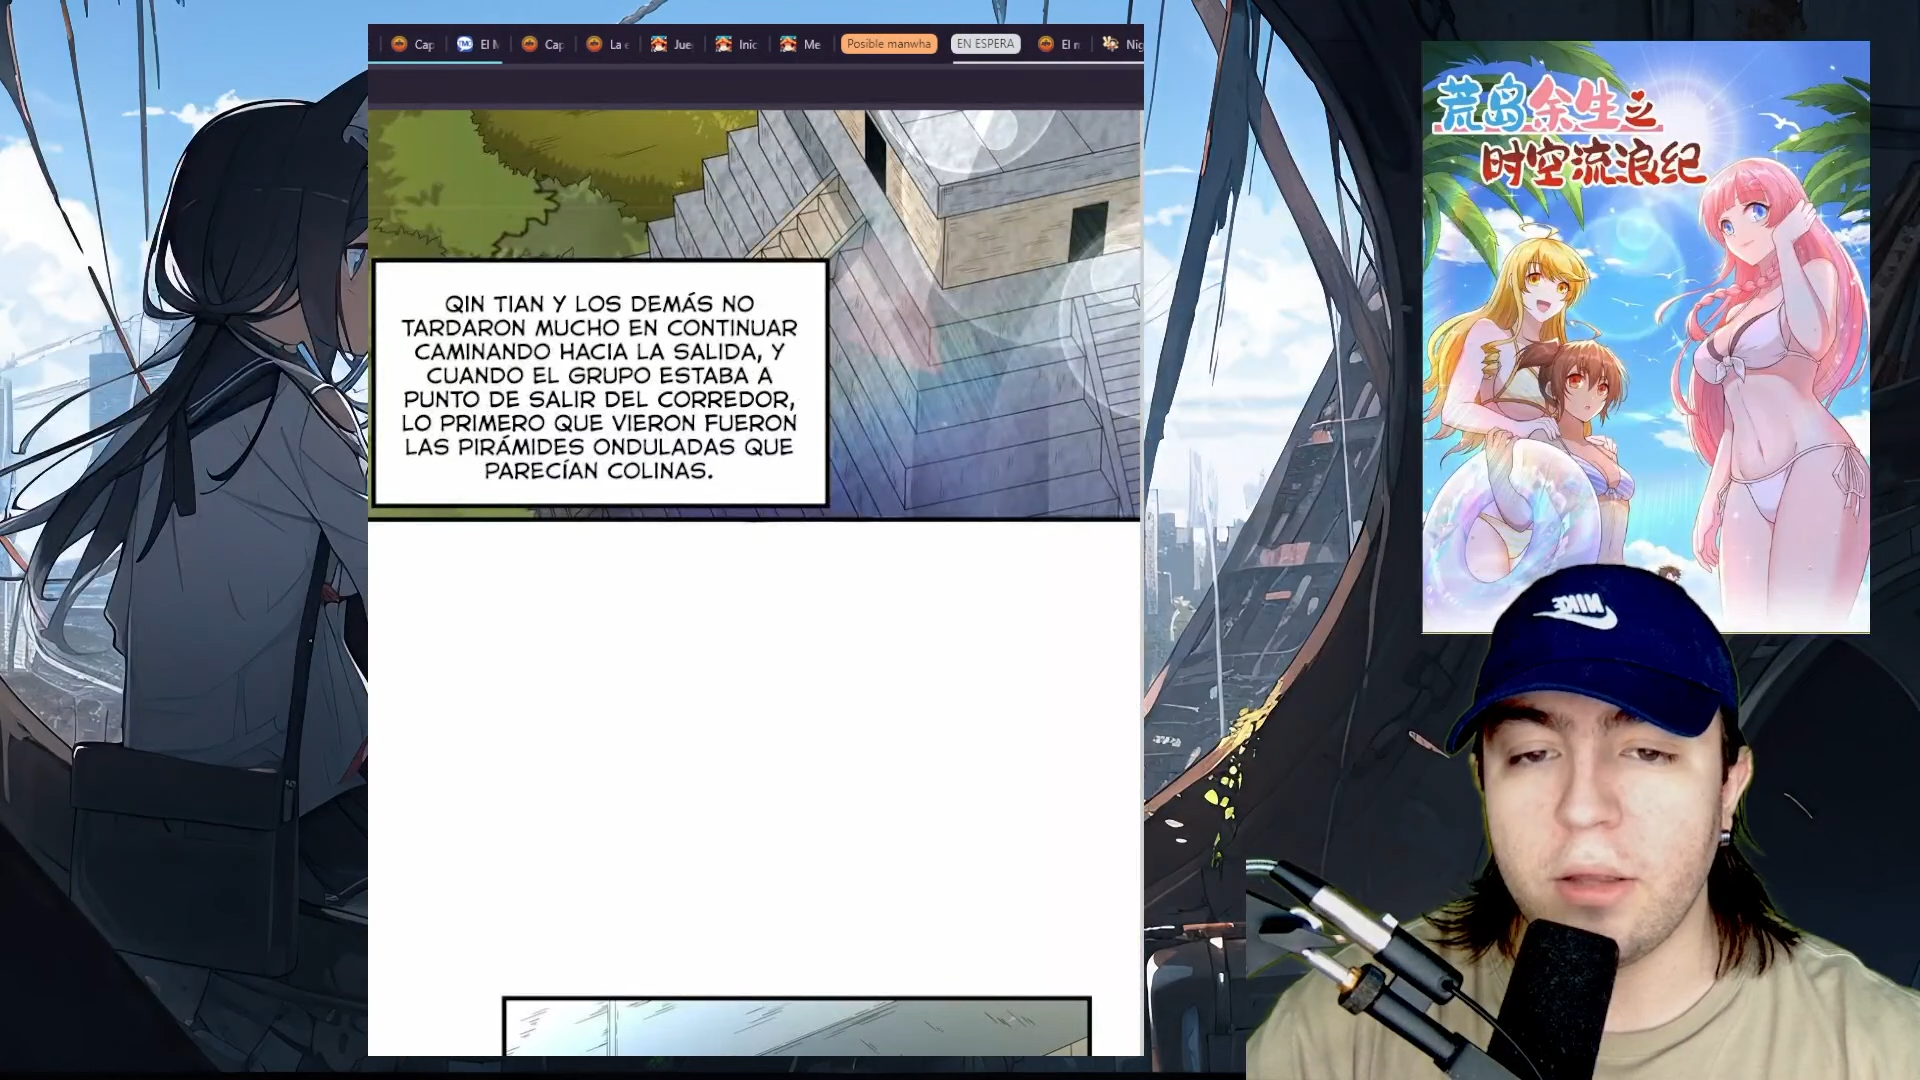 Cap
El M
Cap
La
Jue
Inic
Me
Posible manwha
EN ESPERA
El n
Nig
QIN TIAN Y LOS DEMÁS NO
TARDARON MUCHO EN CONTINUAR
CAMINANDO HACIA LA SALIDA, Y
CUANDO EL GRUPO ESTABA A
PUNTO DE SALIR DEL CORREDOR,
LO PRIMERO QUE VIERON FUERON
LAS PIRÁMIDES ONDULADAS QUE
PARECÍAN COLINAS.
荒岛余生之
时空流浪纪
NIKE